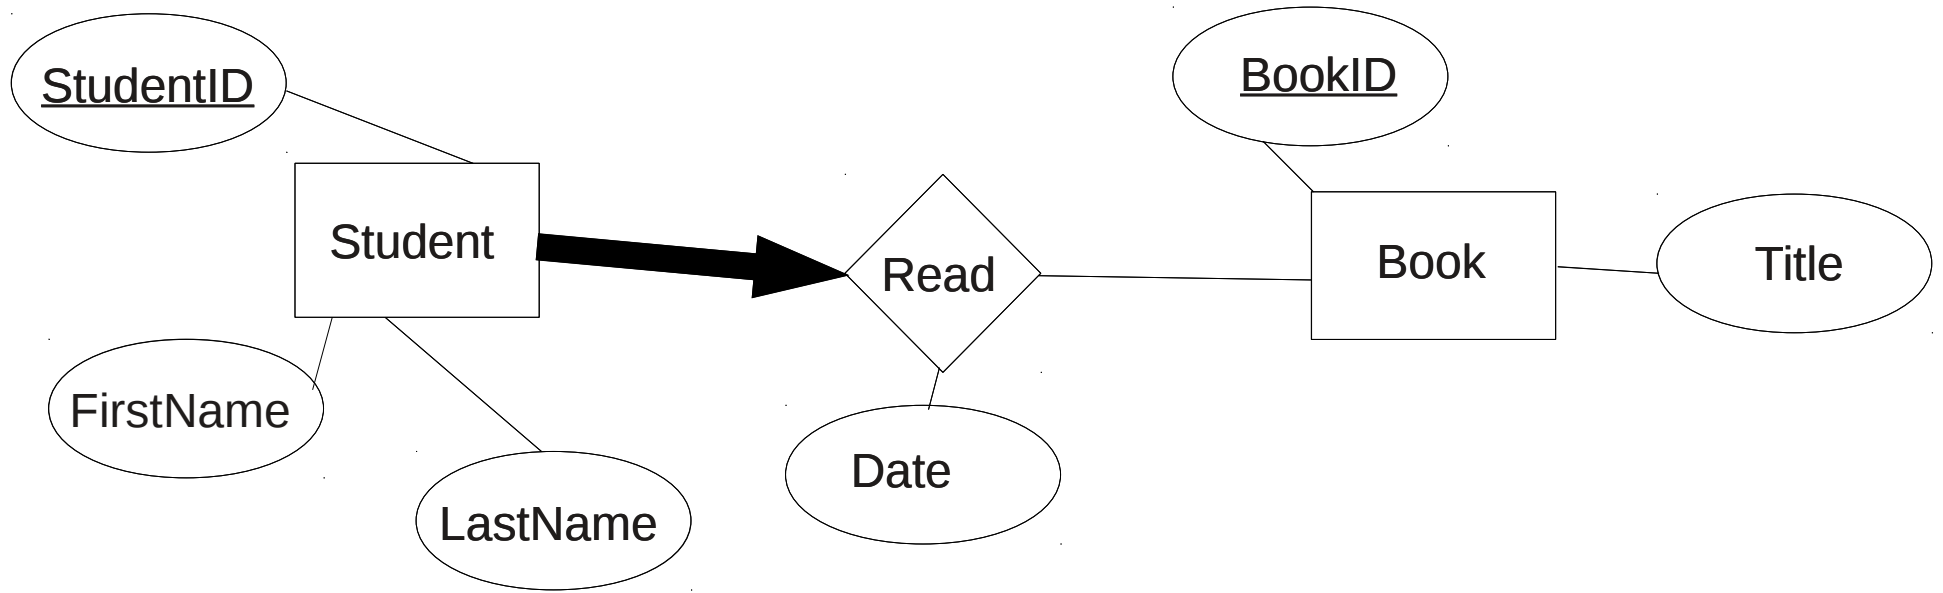 StudentID
BookID
Student
Read
Book
Title
FirstName
LastName
Date